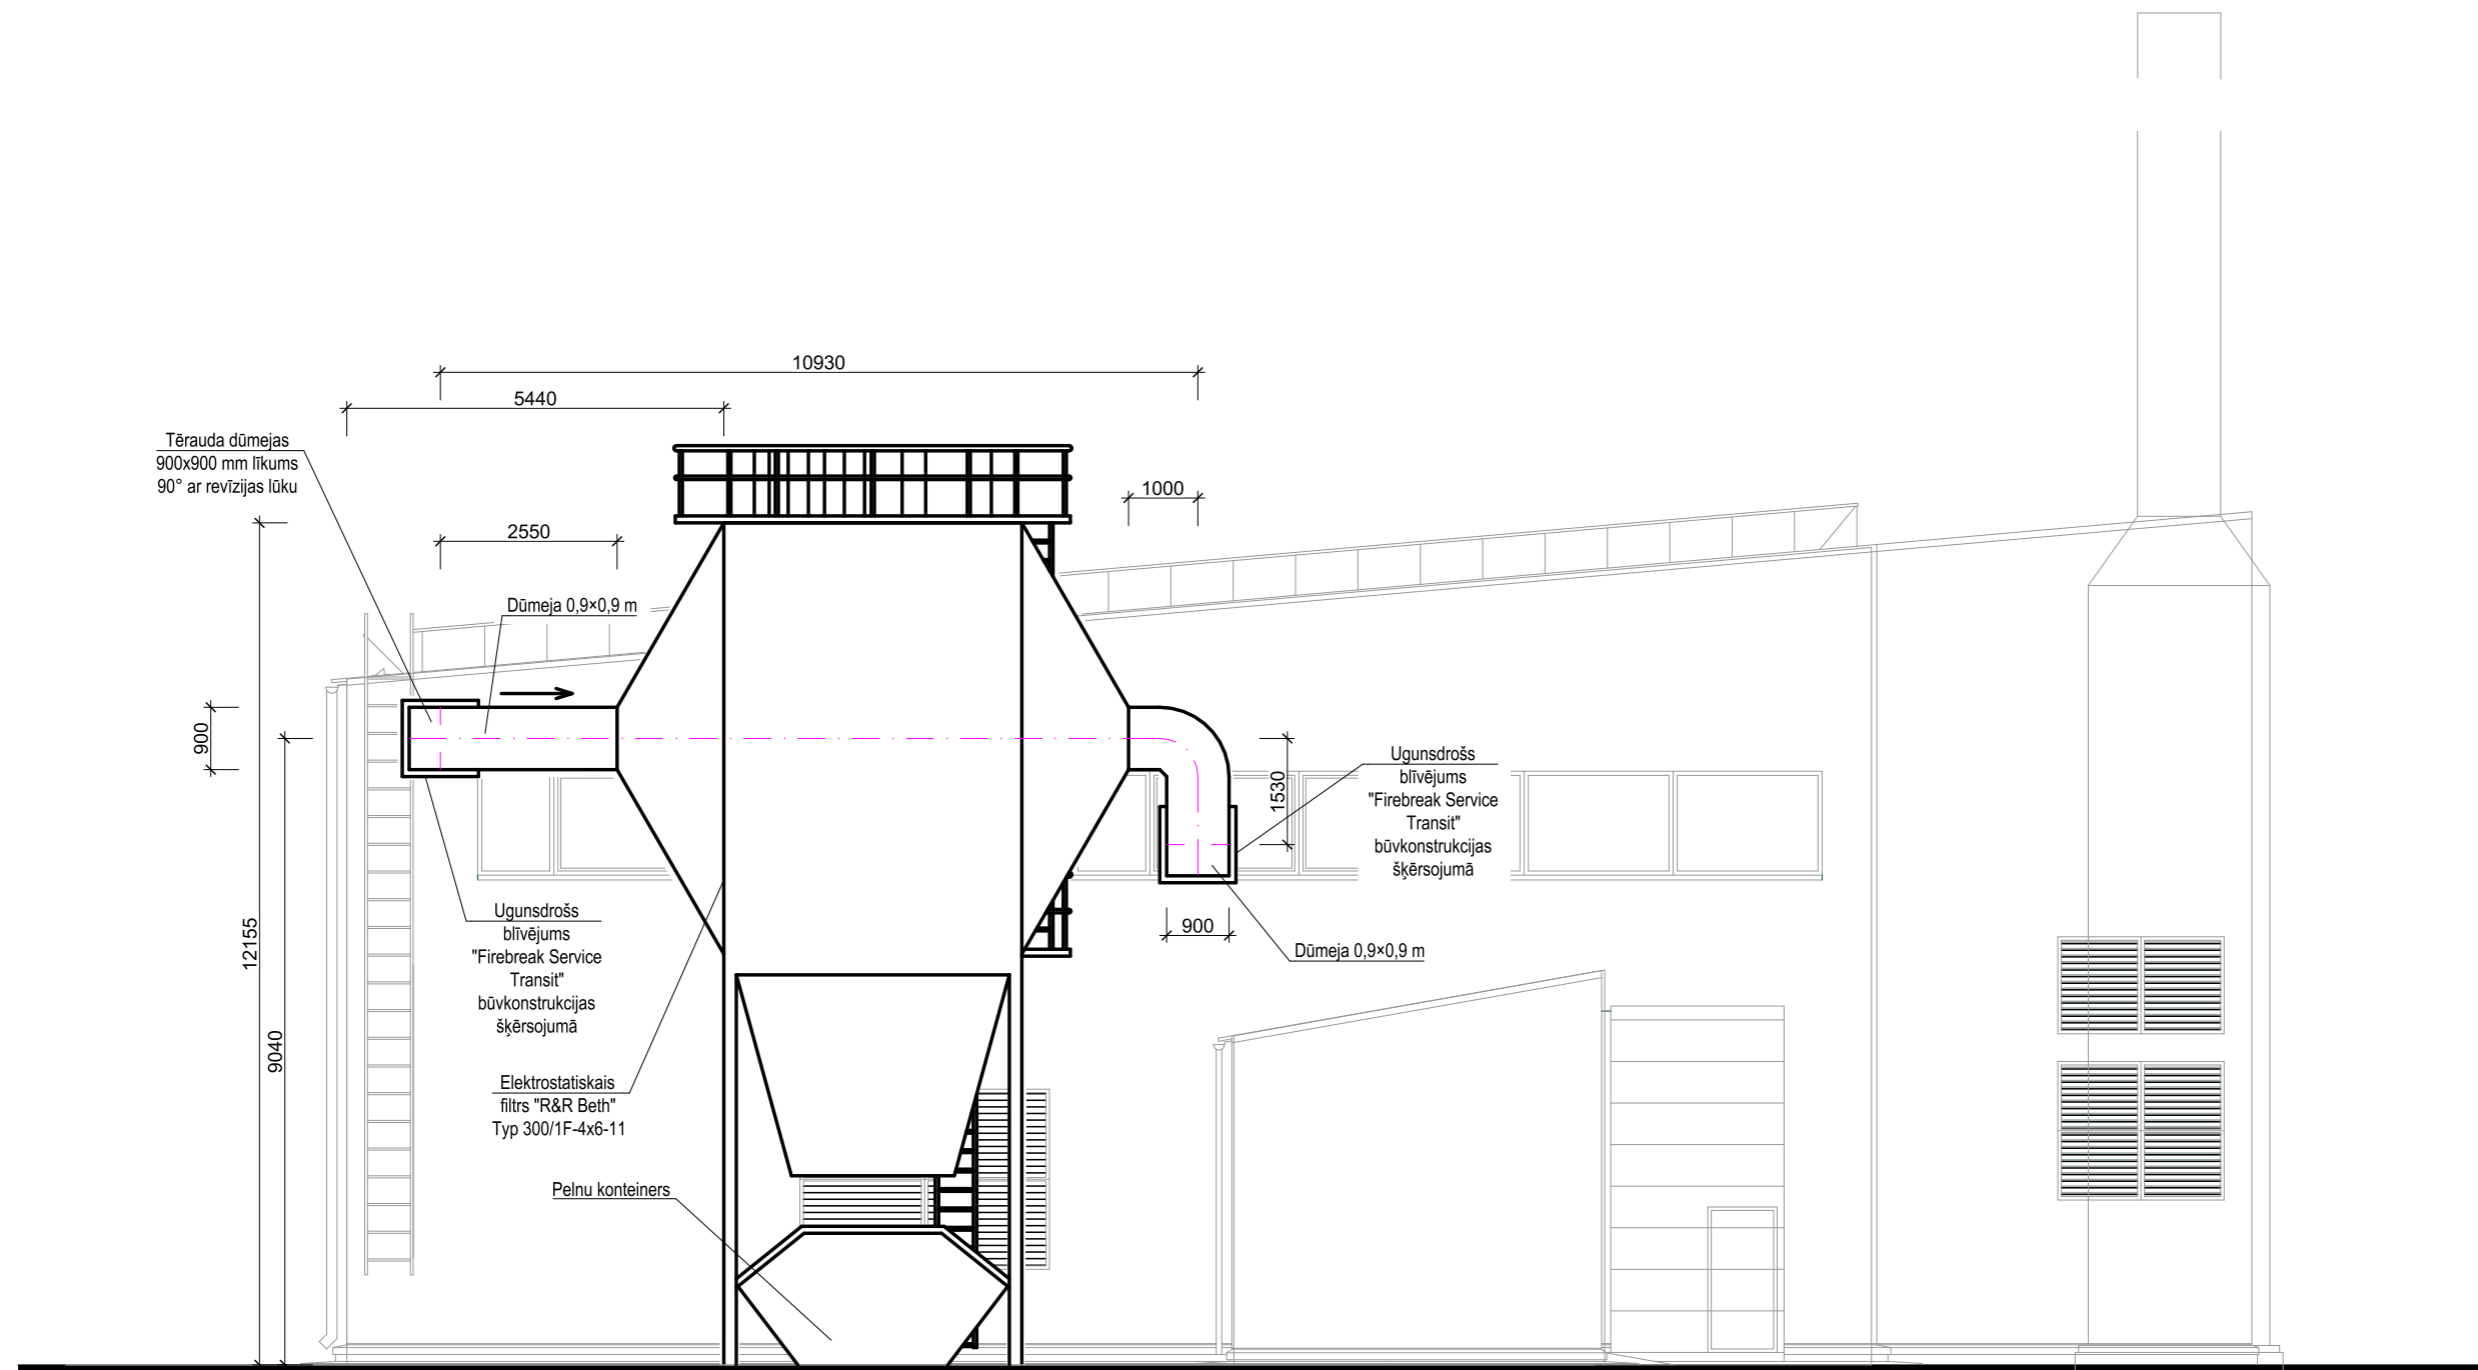 10930
5440
Tērauda dūmejas
900x900 mm līkums
90° ar revīzijas lūku
1000
2550
Dūmeja 0,9×0,9 m
900
Ugunsdrošs
blīvējums
"Firebreak Service
Transit"
būvkonstrukcijas
šķērsojumā
1530
900
Dūmeja 0,9×0,9 m
Ugunsdrošs
blīvējums
"Firebreak Service
Transit"
būvkonstrukcijas
šķērsojumā
12155
9040
Elektrostatiskais
filtrs "R&R Beth"
Typ 300/1F-4x6-11
Pelnu konteiners